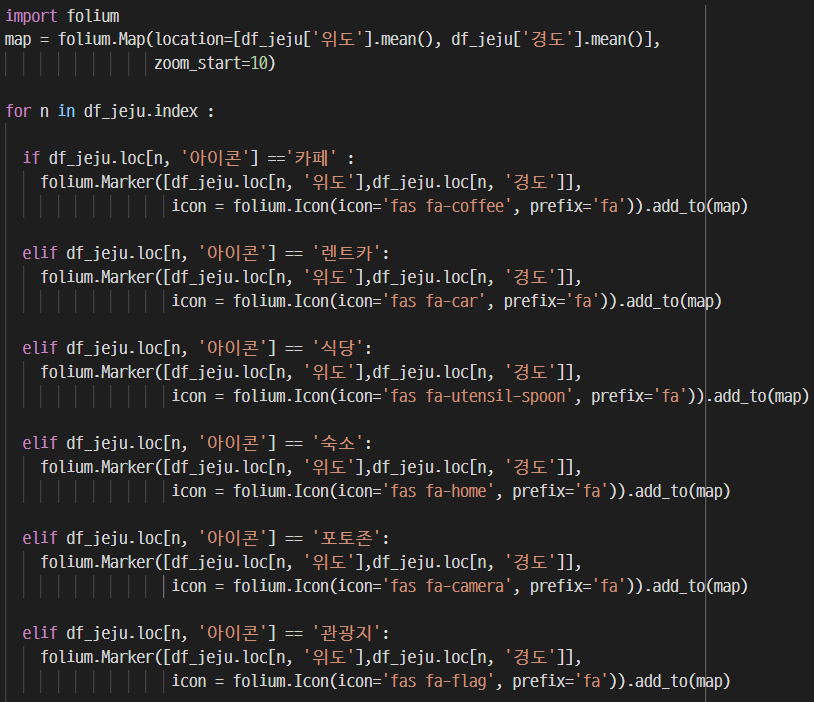 import folium
map = folium.Map(location=[df_jeju['위도'].mean(), df_jeju['경도'].mean()],
                 zoom_start=10)

for n in df_jeju.index :

  if df_jeju.loc[n, '아이콘'] =='카페' :
    folium.Marker([df_jeju.loc[n, '위도'],df_jeju.loc[n, '경도']],
                   icon = folium.Icon(icon='fas fa-coffee', prefix='fa')).add_to(map)

  elif df_jeju.loc[n, '아이콘'] == '렌트카':
    folium.Marker([df_jeju.loc[n, '위도'],df_jeju.loc[n, '경도']],
                   icon = folium.Icon(icon='fas fa-car', prefix='fa')).add_to(map)

  elif df_jeju.loc[n, '아이콘'] == '식당':
    folium.Marker([df_jeju.loc[n, '위도'],df_jeju.loc[n, '경도']],
                   icon = folium.Icon(icon='fas fa-utensil-spoon', prefix='fa')).add_to(map)

  elif df_jeju.loc[n, '아이콘'] == '숙소':
    folium.Marker([df_jeju.loc[n, '위도'],df_jeju.loc[n, '경도']],
                   icon = folium.Icon(icon='fas fa-home', prefix='fa')).add_to(map)

  elif df_jeju.loc[n, '아이콘'] == '포토존':
    folium.Marker([df_jeju.loc[n, '위도'],df_jeju.loc[n, '경도']],
                   icon = folium.Icon(icon='fas fa-camera', prefix='fa')).add_to(map)

  elif df_jeju.loc[n, '아이콘'] == '관광지':
    folium.Marker([df_jeju.loc[n, '위도'],df_jeju.loc[n, '경도']],
                   icon = folium.Icon(icon='fas fa-flag', prefix='fa')).add_to(map)